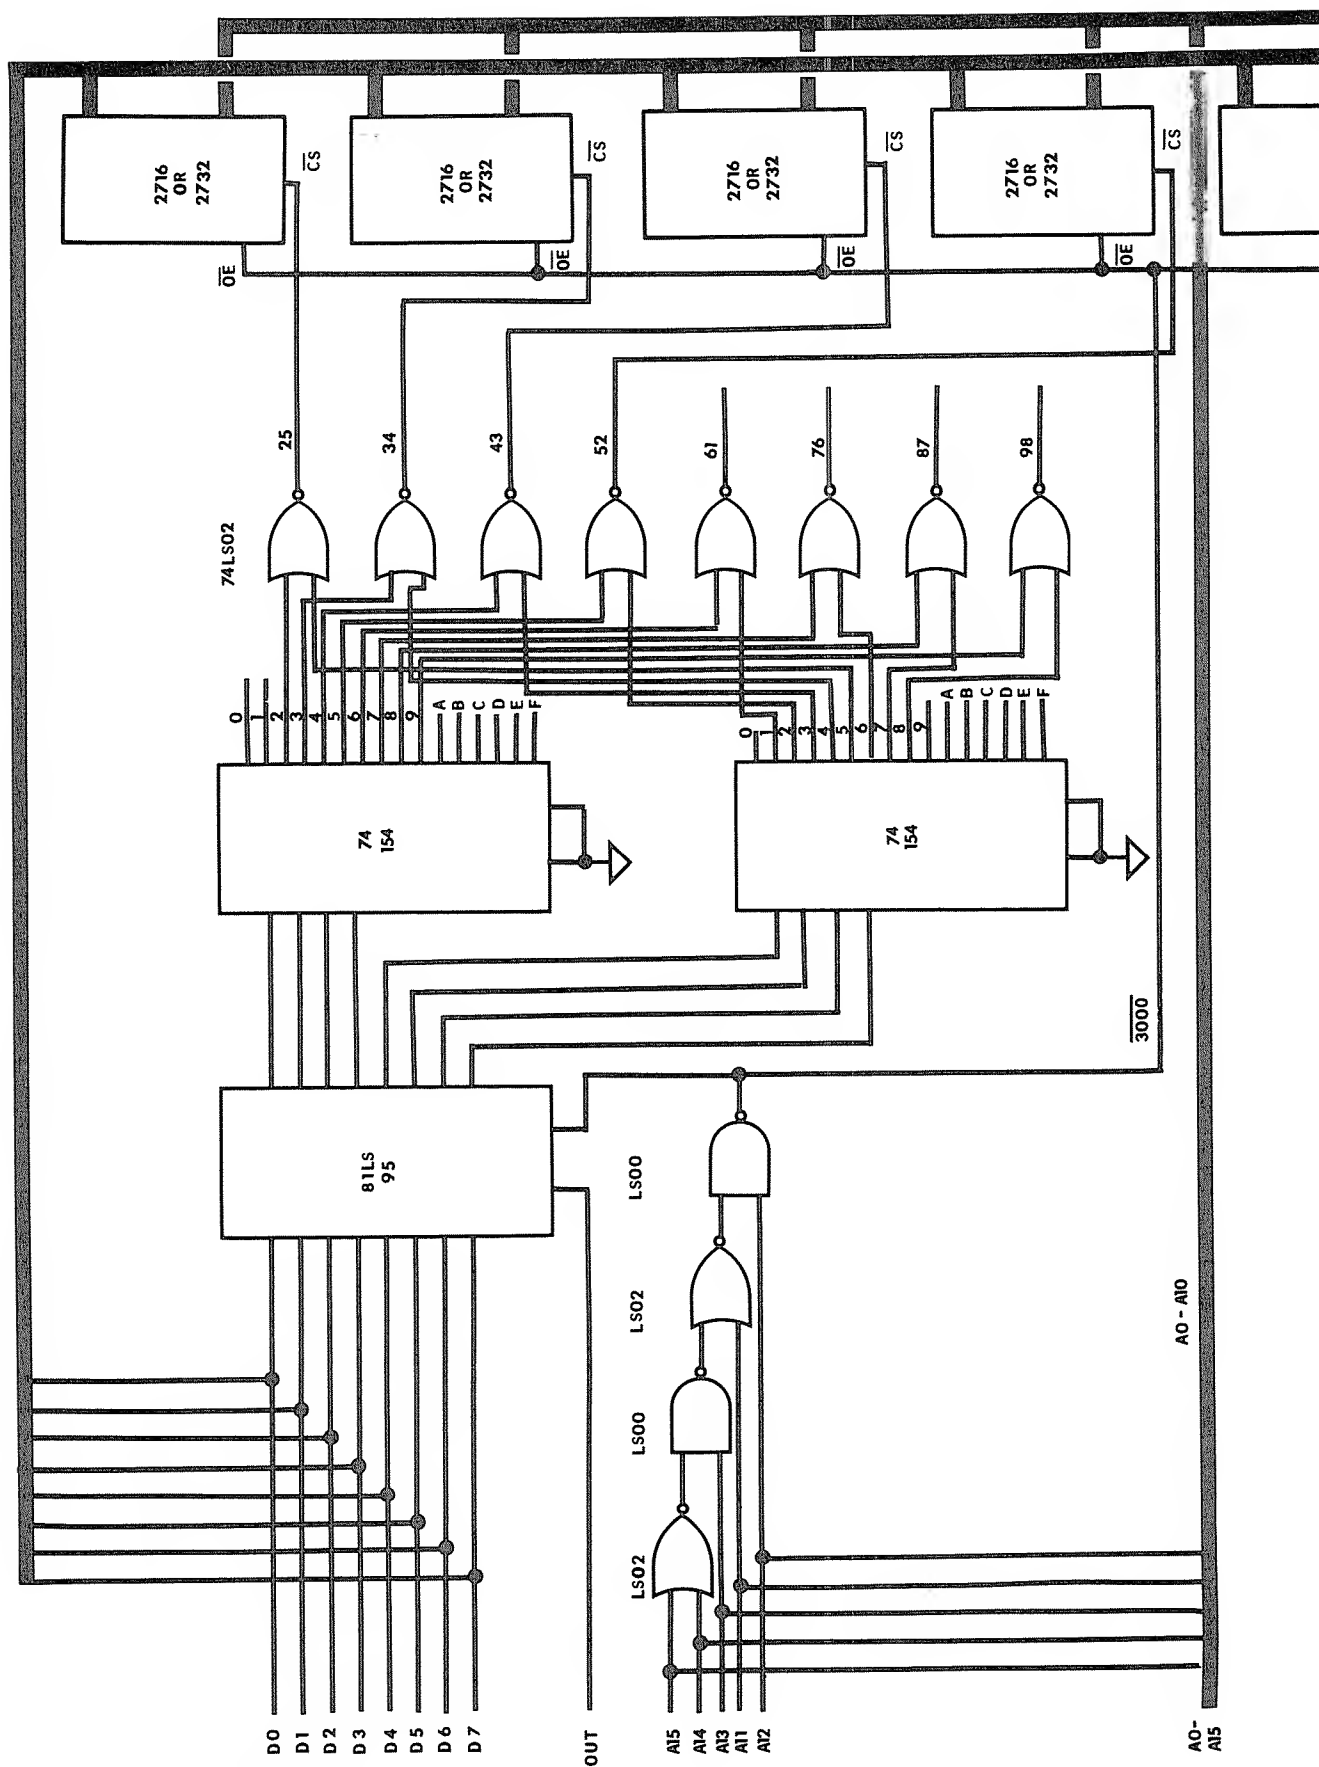 2716
OR
2732
2716
OR
2732
2716
OR
2732
2716
OR
2732
CS
CS
CS
CS
OE
OE
OE
OE
25
34
43
52
61
76
87
98
74LS02
0
1
2
3
4
5
6
7
8
9
A
B
C
D
E
F
0
1
2
3
4
5
6
7
8
9
A
B
C
D
E
F
74
154
74
154
3000
81LS
95
LS00
LS02
LS00
LS02
A0 - A10
D0
D1
D2
D3
D4
D5
D6
D7
OUT
A15
A14
A13
A11
A12
A0-
A15